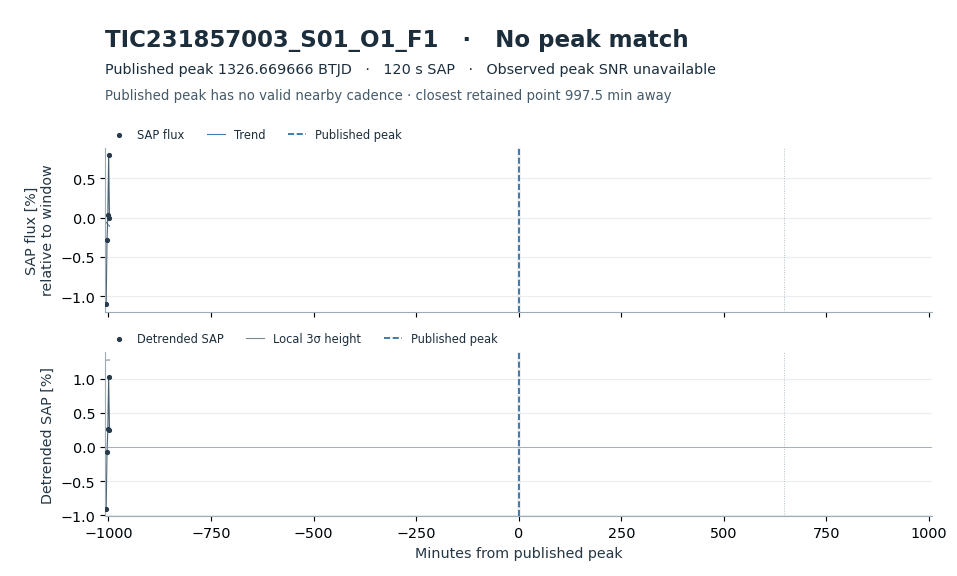 TIC231857003_S01_O1_F1 · No peak match
Published peak 1326.669666 BTJD · 120 s SAP · Observed peak SNR unavailable
Published peak has no valid nearby cadence · closest retained point 997.5 min away
SAP flux Trend Published peak
SAP flux [%]
relative to window
0.5
0.0
−0.5
−1.0
Detrended SAP Local 3σ height Published peak
Detrended SAP [%]
1.0
0.5
0.0
−0.5
−1.0
−1000 −750 −500 −250 0 250 500 750 1000
Minutes from published peak